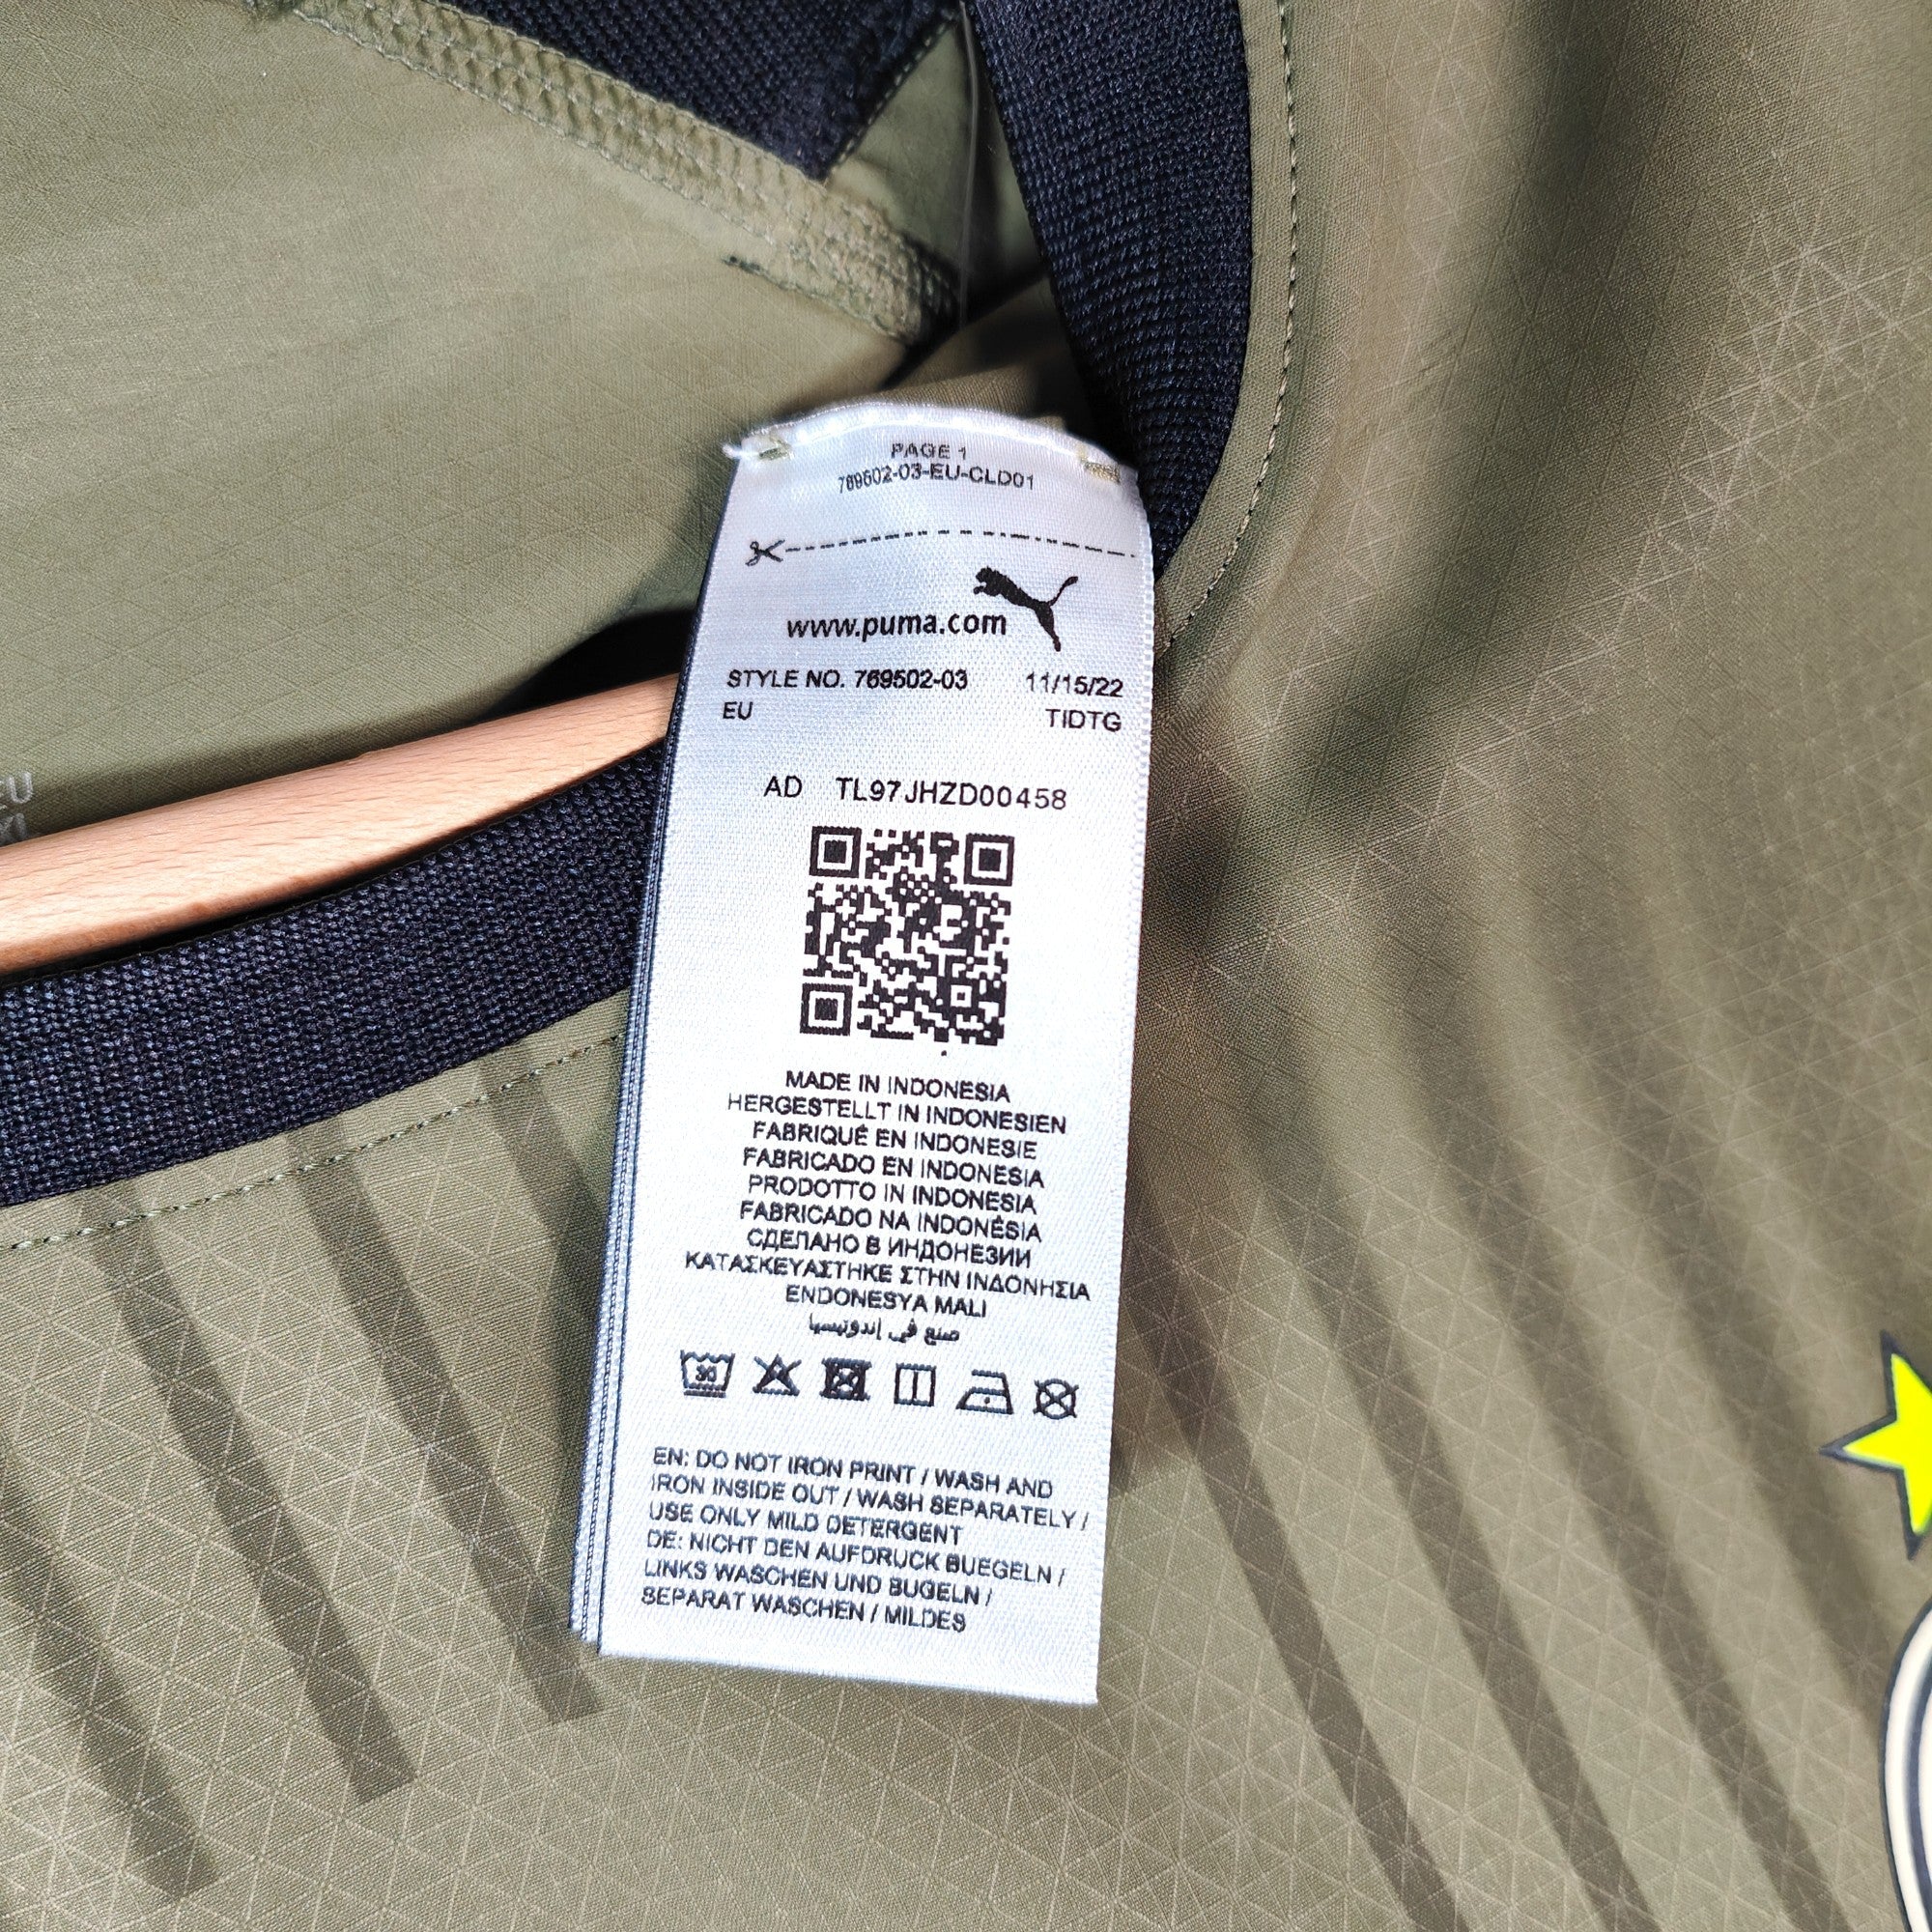 PAGE 1
769502-03-EU-CLD01
www.puma.com
STYLE NO. 769502-03 11/15/22
EU TIDTG
AD TL97JHZD00458
MADE IN INDONESIA
HERGESTELLT IN INDONESIEN
FABRIQUÉ EN INDONESIE
FABRICADO EN INDONESIA
PRODOTTO IN INDONESIA
FABRICADO NA INDONÉSIA
СДЕЛАНО В ИНДОНЕЗИИ
ΚΑΤΑΣΚΕΥΑΣΤΗΚΕ ΣΤΗΝ ΙΝΔΟΝΗΣΙΑ
ENDONESYA MALI
صنع في إندونيسيا
30
EN: DO NOT IRON PRINT / WASH AND
IRON INSIDE OUT / WASH SEPARATELY /
USE ONLY MILD DETERGENT
DE: NICHT DEN AUFDRUCK BUEGELN /
LINKS WASCHEN UND BUGELN /
SEPARAT WASCHEN / MILDES
EU